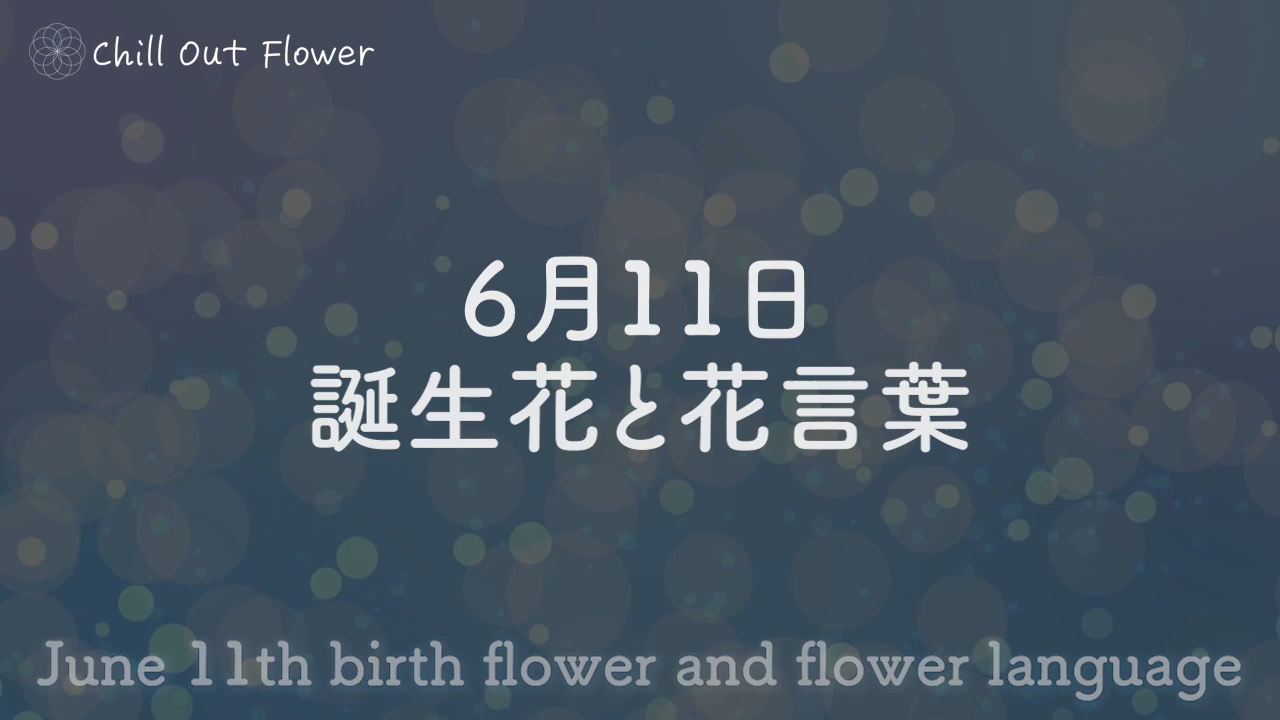 Chill Out Flower
6月11日
誕生花と花言葉
June 11th birth flower and flower language